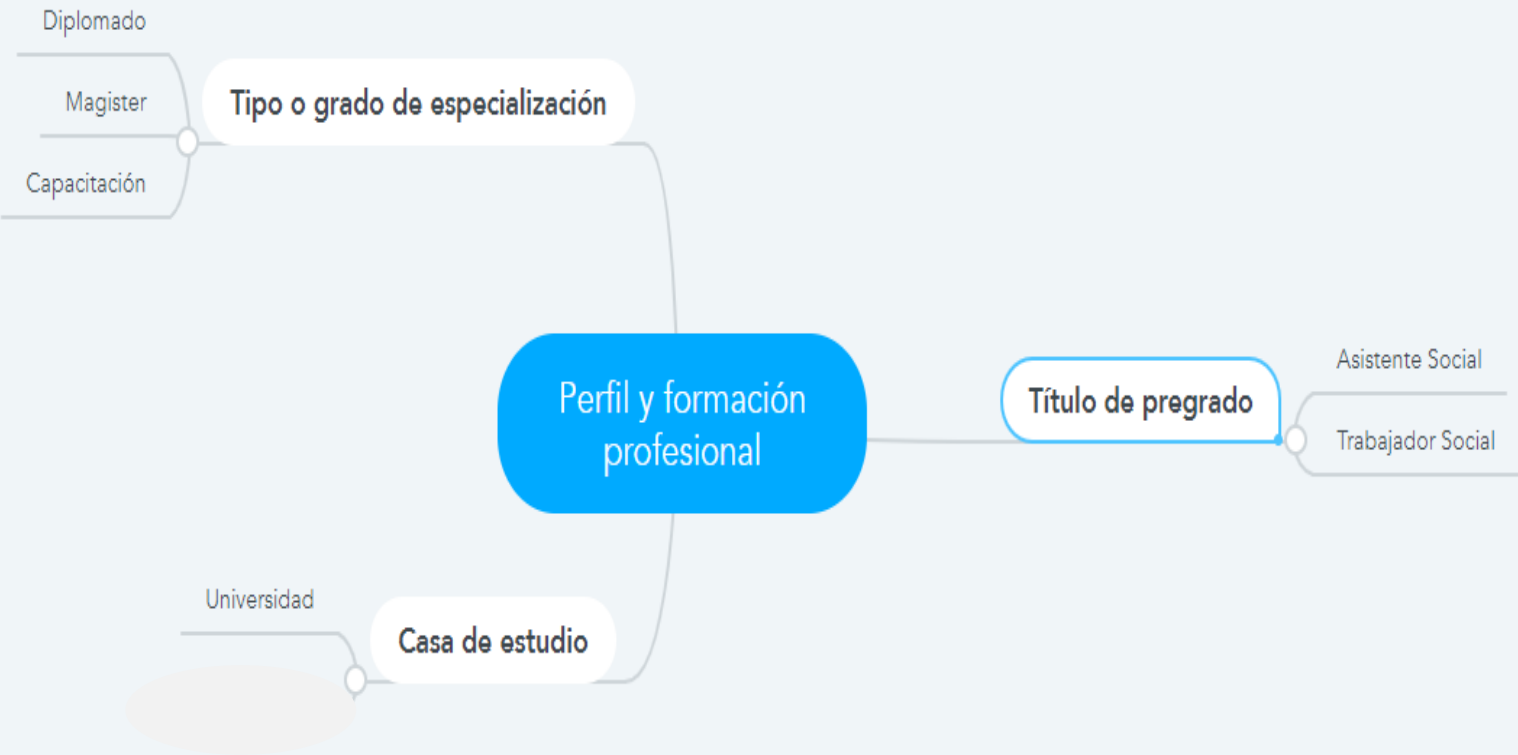 Diplomado
Magister
Capacitación
Tipo o grado de especialización
Perfil y formación
profesional
Título de pregrado
Asistente Social
Trabajador Social
Universidad
Casa de estudio